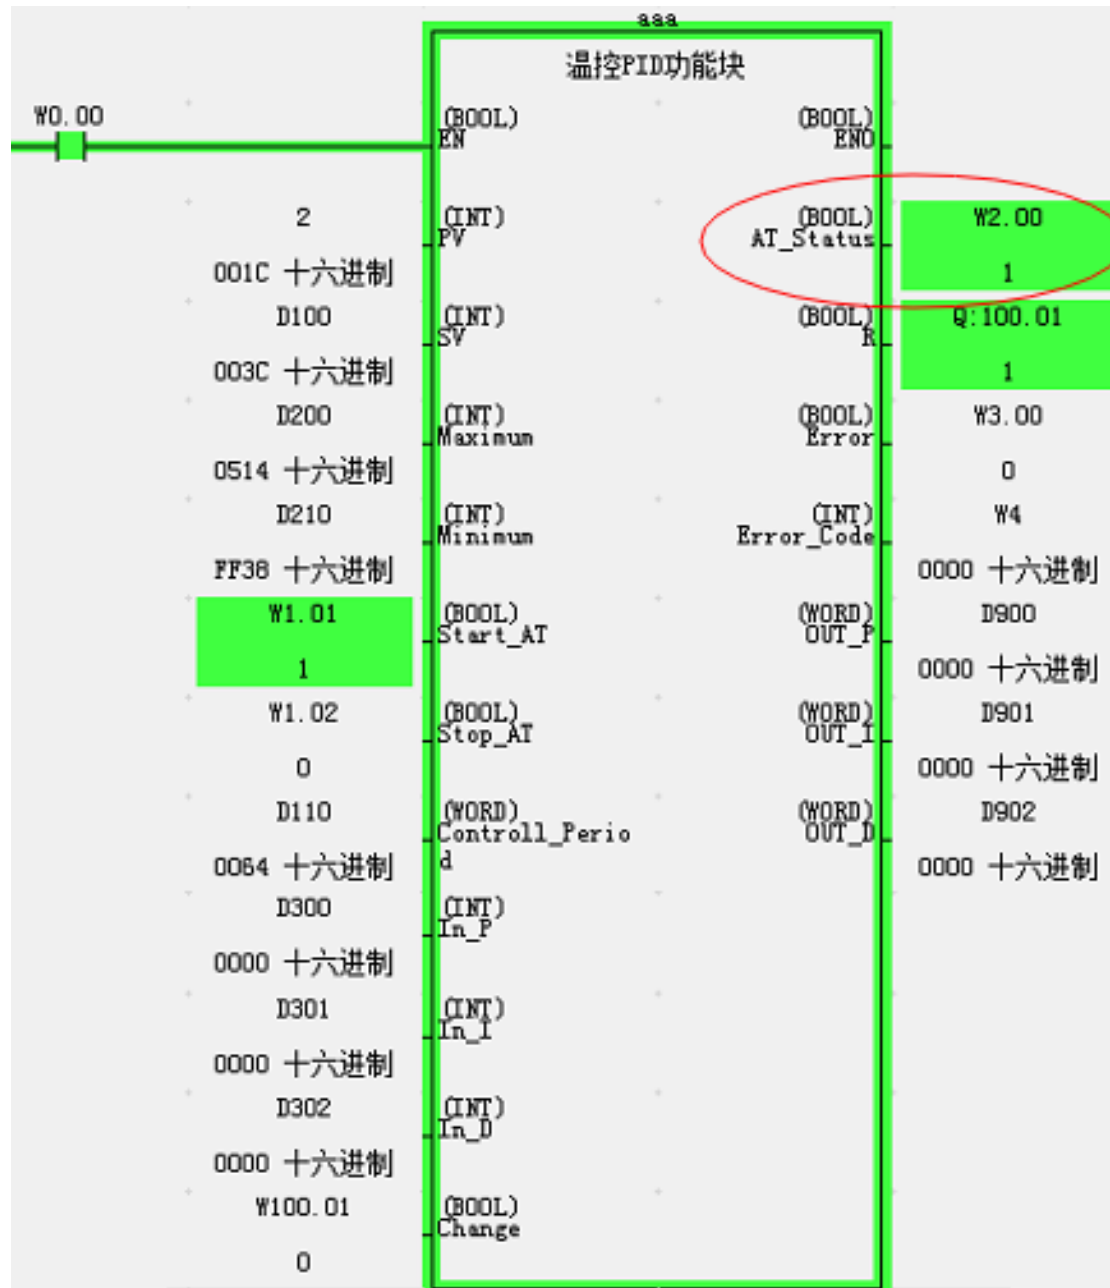 aaa
温控PID功能块
W0.00
(BOOL)
EN
(BOOL)
ENO
2
001C 十六进制
(INT)
PV
(BOOL)
AT_Status
W2.00
1
D100
003C 十六进制
(INT)
SV
(BOOL)
R
Q:100.01
1
D200
0514 十六进制
(INT)
Maximum
(BOOL)
Error
W3.00
0
D210
FF38 十六进制
(INT)
Minimum
(INT)
Error_Code
W4
0000 十六进制
W1.01
1
(BOOL)
Start_AT
(WORD)
OUT_P
D900
0000 十六进制
W1.02
0
(BOOL)
Stop_AT
(WORD)
OUT_I
D901
0000 十六进制
D110
0064 十六进制
(WORD)
Controll_Perio
d
(WORD)
OUT_D
D902
0000 十六进制
D300
0000 十六进制
(INT)
In_P
D301
0000 十六进制
(INT)
In_I
D302
0000 十六进制
(INT)
In_D
W100.01
0
(BOOL)
Change